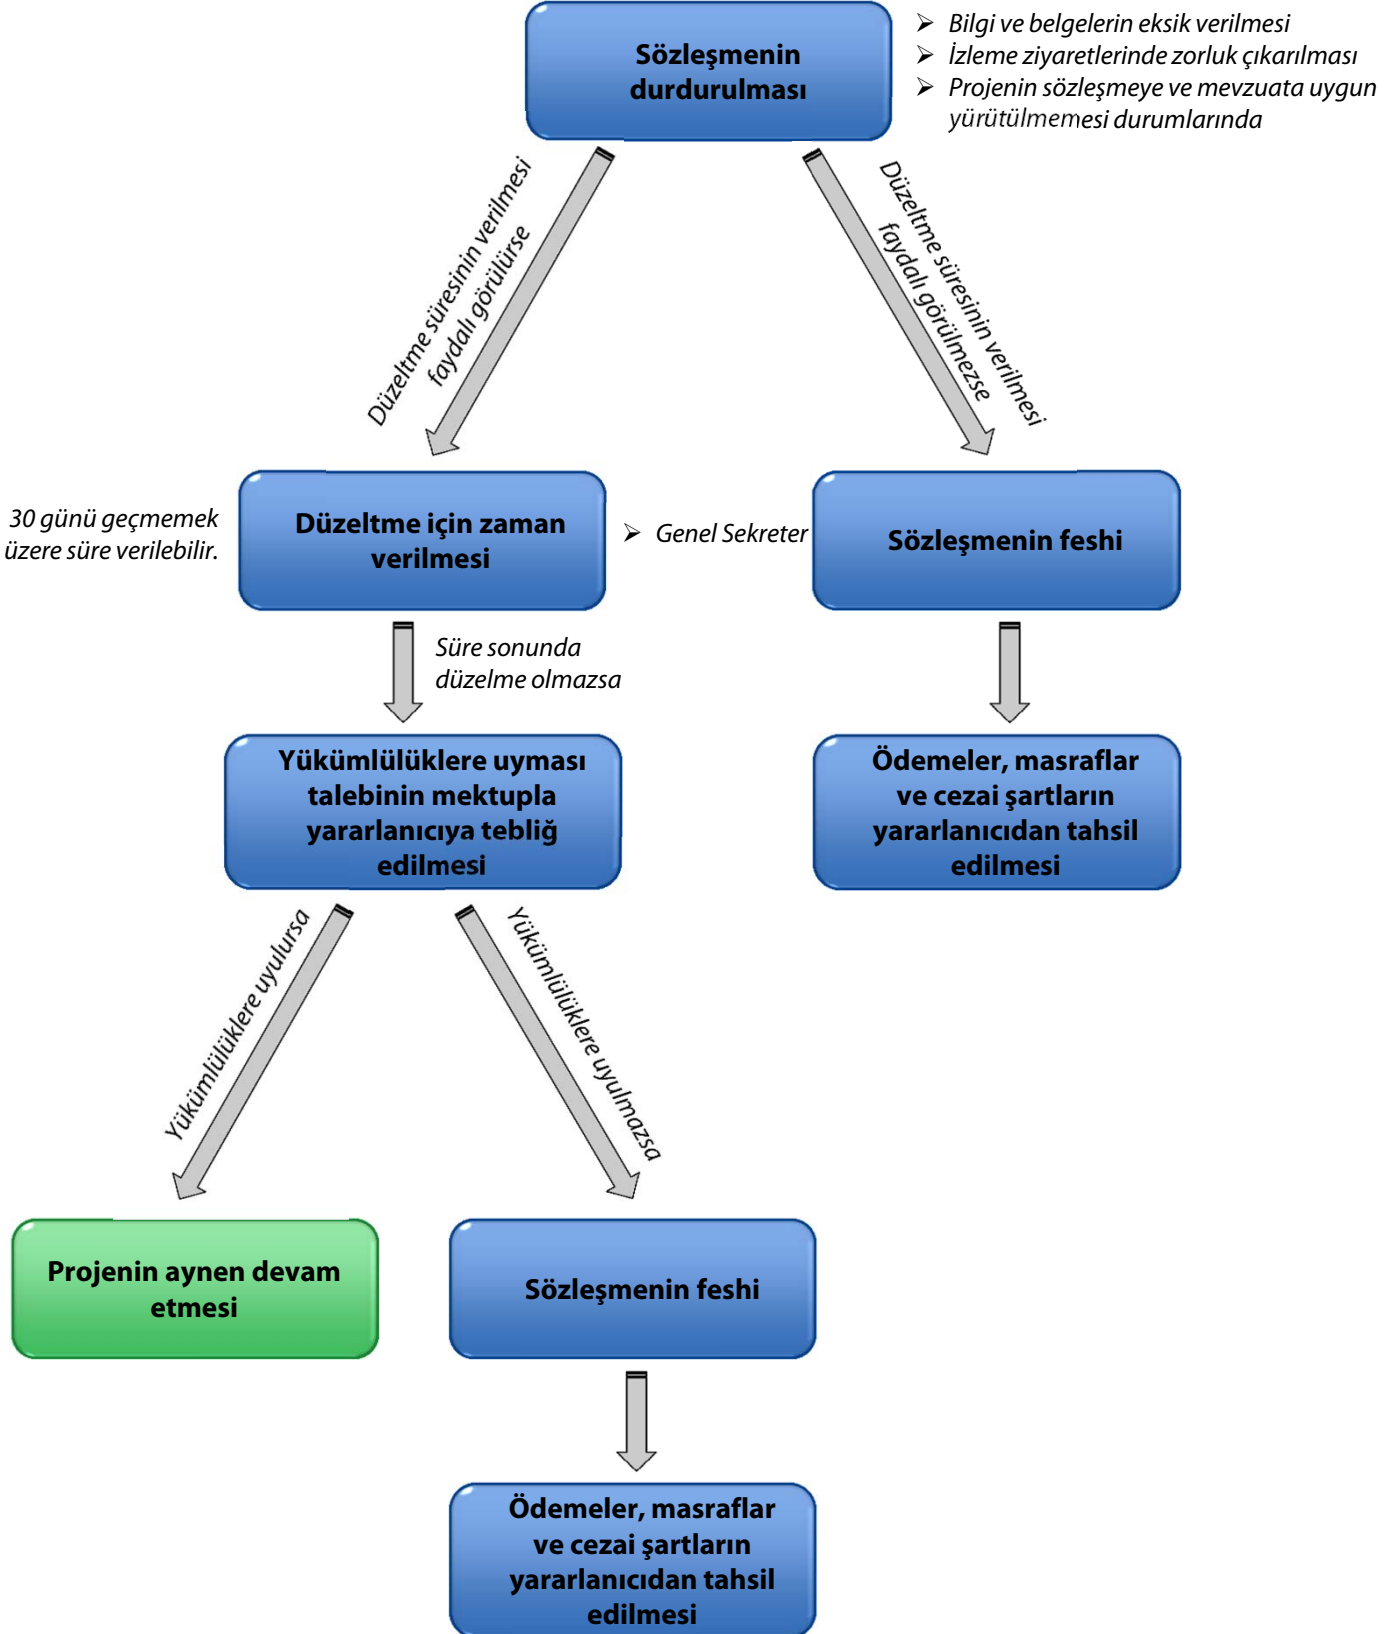 Sözleşmenin
durdurulması
➢ Bilgi ve belgelerin eksik verilmesi
➢ İzleme ziyaretlerinde zorluk çıkarılması
➢ Projenin sözleşmeye ve mevzuata uygun
yürütülmemesi durumlarında
Düzeltme süresinin verilmesi
faydalı görülürse
Düzeltme süresinin verilmesi
faydalı görülmezse
30 günü geçmemek
üzere süre verilebilir.
Düzeltme için zaman
verilmesi
➢ Genel Sekreter
Sözleşmenin feshi
Süre sonunda
düzelme olmazsa
Yükümlülüklere uyması
talebinin mektupla
yararlanıcıya tebliğ
edilmesi
Ödemeler, masraflar
ve cezai şartların
yararlanıcıdan tahsil
edilmesi
Yükümlülüklere uyulursa
Yükümlülüklere uyulmazsa
Projenin aynen devam
etmesi
Sözleşmenin feshi
Ödemeler, masraflar
ve cezai şartların
yararlanıcıdan tahsil
edilmesi